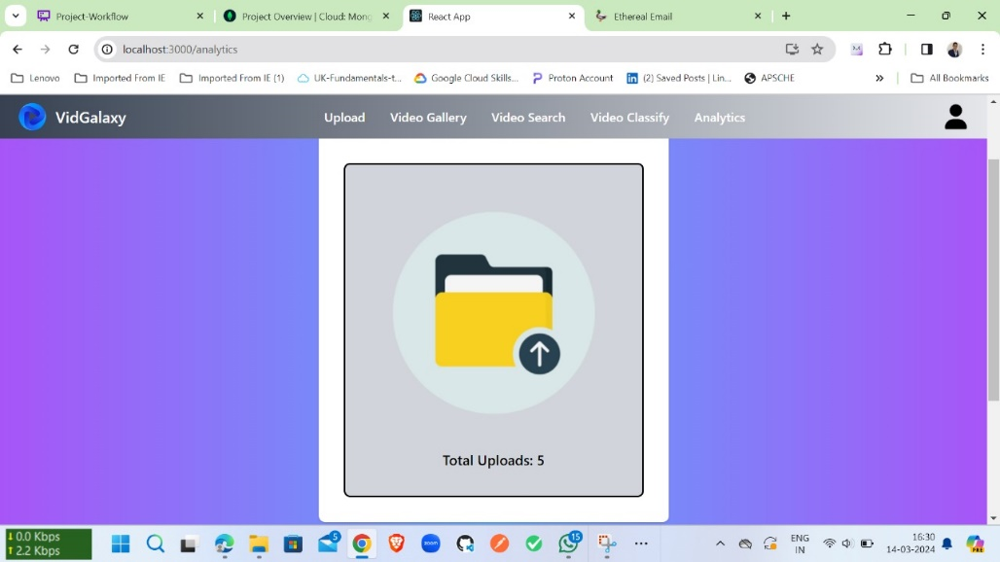 Project-Workflow
Project Overview | Cloud: Mong
React App
Ethereal Email
localhost:3000/analytics
Lenovo
Imported From IE
Imported From IE (1)
UK-Fundamentals-t...
Google Cloud Skills...
Proton Account
(2) Saved Posts | Lin...
APSCHE
All Bookmarks
VidGalaxy
Upload
Video Gallery
Video Search
Video Classify
Analytics
Total Uploads: 5
0.0 Kbps
2.2 Kbps
5
zoom
15
ENG
IN
16:30
14-03-2024
PRE